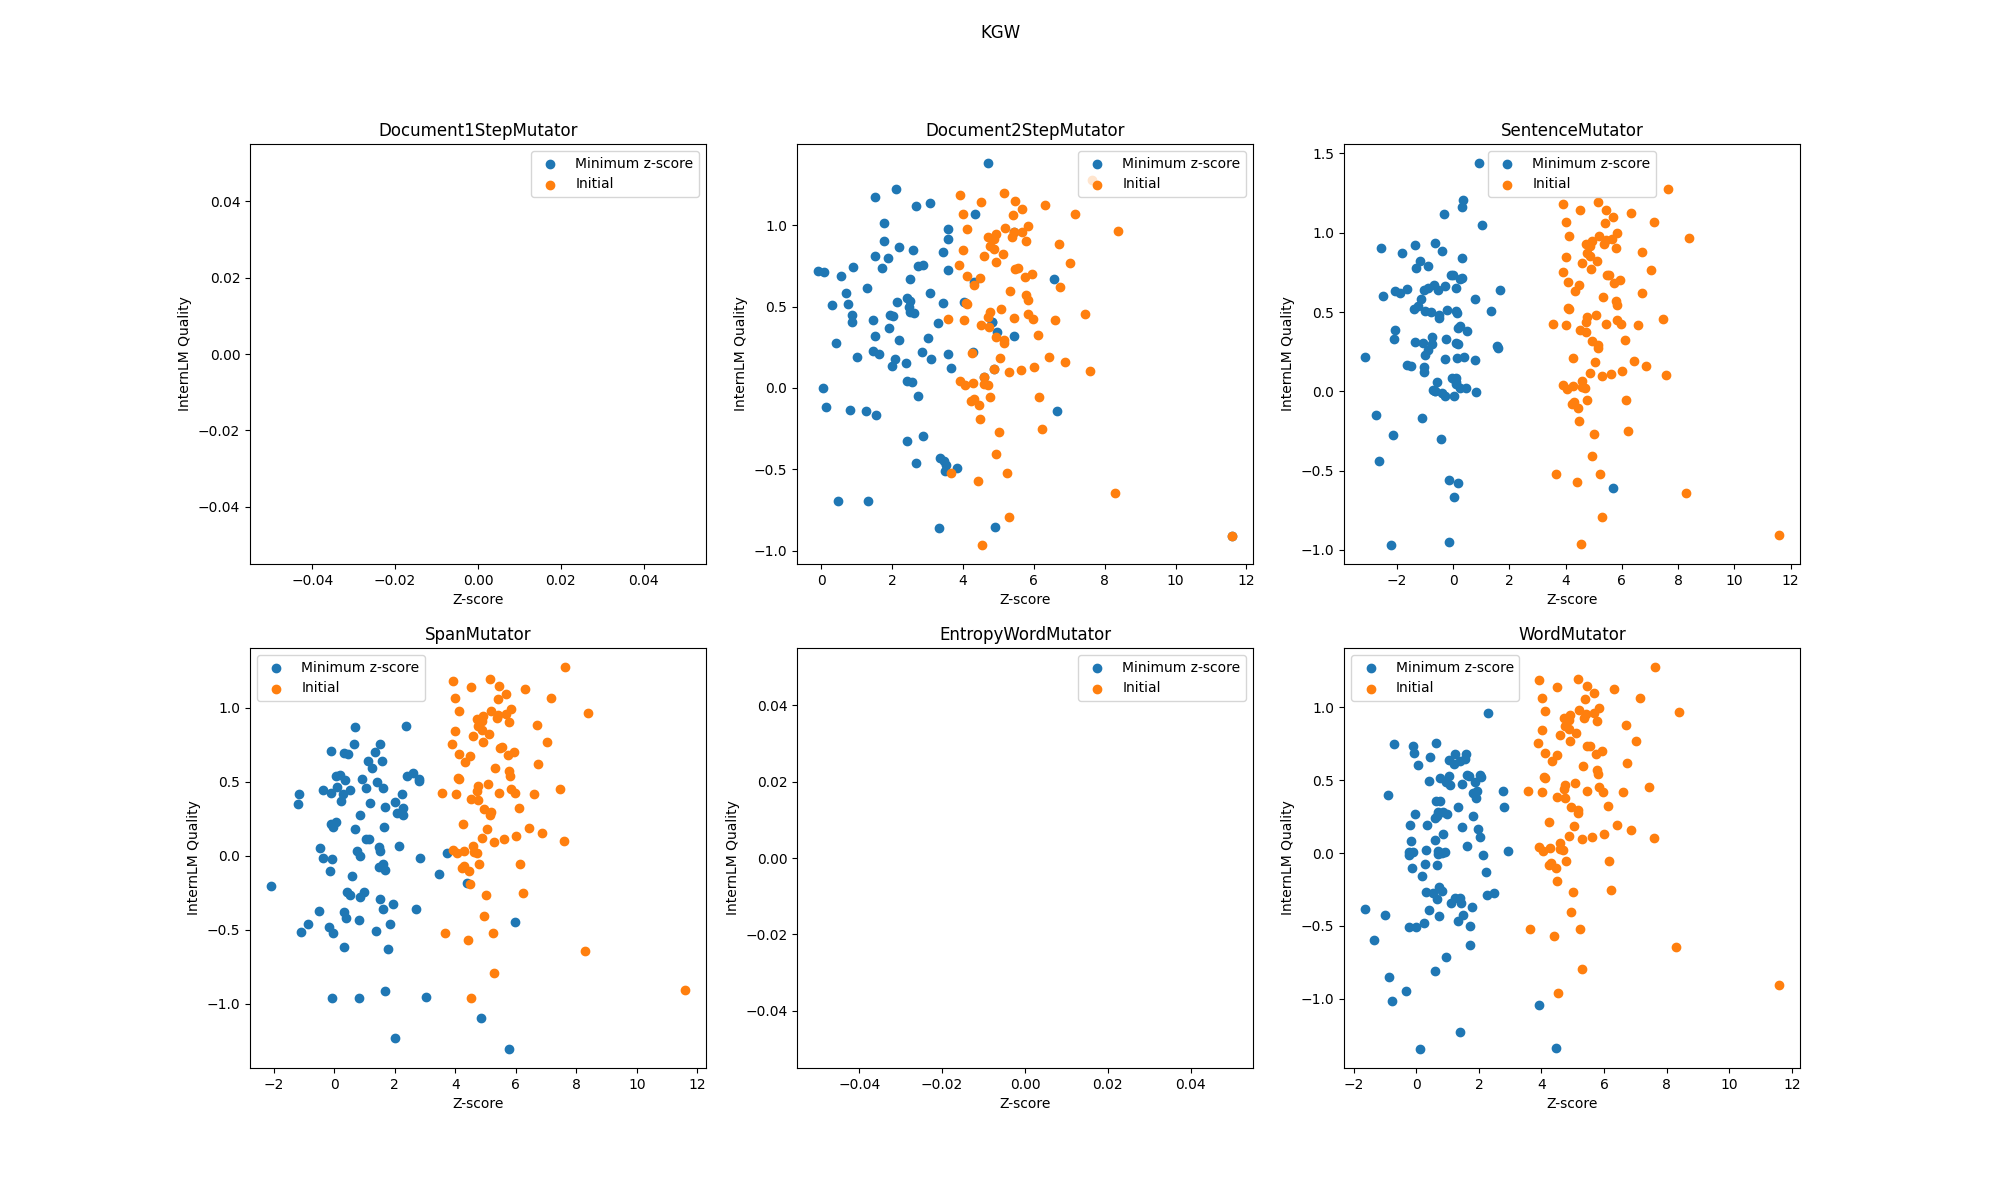 KGW
Document1StepMutator
Minimum z-score
Initial
InternLM Quality
0.04
0.02
0.00
−0.02
−0.04
−0.04 −0.02 0.00 0.02 0.04
Z-score
Document2StepMutator
Minimum z-score
Initial
InternLM Quality
1.0
0.5
0.0
−0.5
−1.0
0 2 4 6 8 10 12
Z-score
SentenceMutator
Minimum z-score
Initial
InternLM Quality
1.5
1.0
0.5
0.0
−0.5
−1.0
−2 0 2 4 6 8 10 12
Z-score
SpanMutator
Minimum z-score
Initial
InternLM Quality
1.0
0.5
0.0
−0.5
−1.0
−2 0 2 4 6 8 10 12
Z-score
EntropyWordMutator
Minimum z-score
Initial
InternLM Quality
0.04
0.02
0.00
−0.02
−0.04
−0.04 −0.02 0.00 0.02 0.04
Z-score
WordMutator
Minimum z-score
Initial
InternLM Quality
1.0
0.5
0.0
−0.5
−1.0
−2 0 2 4 6 8 10 12
Z-score